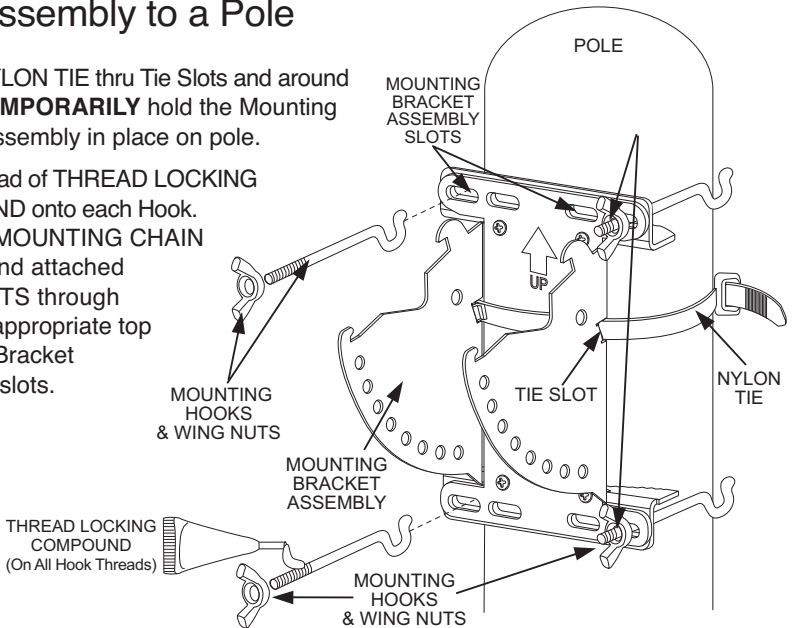 ssembly to a Pole
LON TIE thru Tie Slots and around
MPORARILY hold the Mounting
ssembly in place on pole.
ad of THREAD LOCKING
ND onto each Hook.
MOUNTING CHAIN
nd attached
TS through
appropriate top
Bracket
slots.
POLE
MOUNTING
BRACKET
ASSEMBLY
SLOTS
UP
TIE SLOT
NYLON
TIE
MOUNTING
HOOKS
& WING NUTS
MOUNTING
BRACKET
ASSEMBLY
THREAD LOCKING
COMPOUND
(On All Hook Threads)
MOUNTING
HOOKS
& WING NUTS